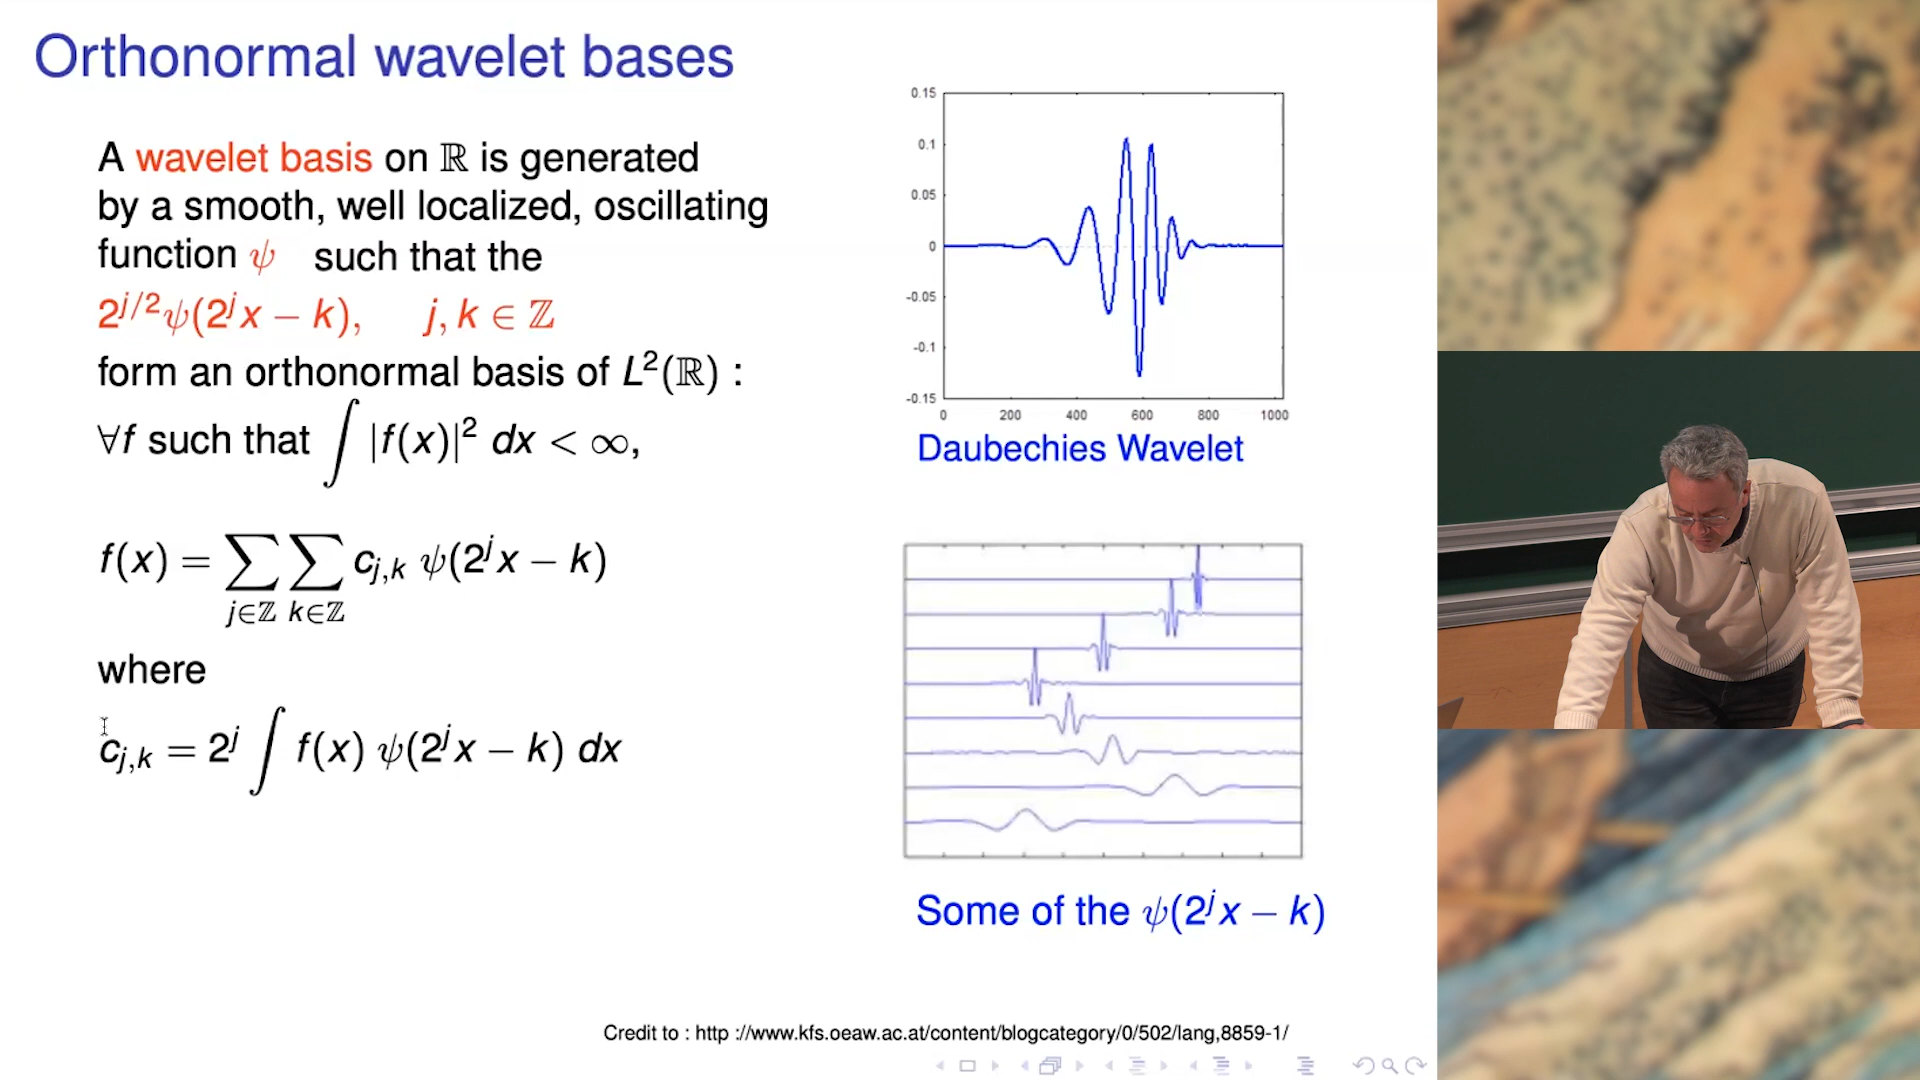 Orthonormal wavelet bases
A wavelet basis on ℝ is generated
by a smooth, well localized, oscillating
function ψ such that the
2^{j/2}ψ(2^j x − k), j, k ∈ ℤ
form an orthonormal basis of L²(ℝ) :
∀f such that ∫ |f(x)|² dx < ∞,
f(x) = ∑_{j∈ℤ} ∑_{k∈ℤ} c_{j,k} ψ(2^j x − k)
where
c_{j,k} = 2^j ∫ f(x) ψ(2^j x − k) dx
0.15
0.1
0.05
0
-0.05
-0.1
-0.15
0 200 400 600 800 1000
Daubechies Wavelet
Some of the ψ(2^j x − k)
Credit to : http ://www.kfs.oeaw.ac.at/content/blogcategory/0/502/lang,8859-1/